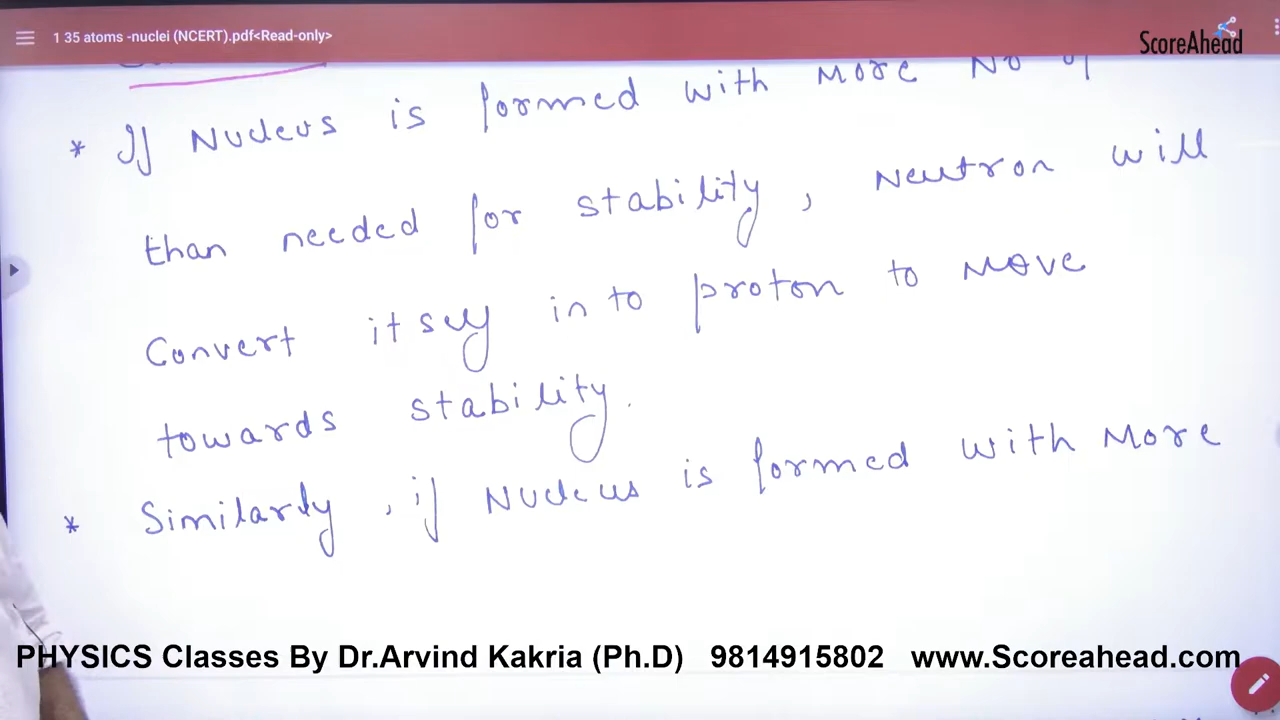 1 35 atoms -nuclei (NCERT).pdf<Read-only>
ScoreAhead
* If Nucleus is formed with More No of
than needed for stability, Neutron will
Convert itself in to proton to move
towards stability.
* Similarly, if Nucleus is formed with More
PHYSICS Classes By Dr.Arvind Kakria (Ph.D) 9814915802 www.Scoreahead.com